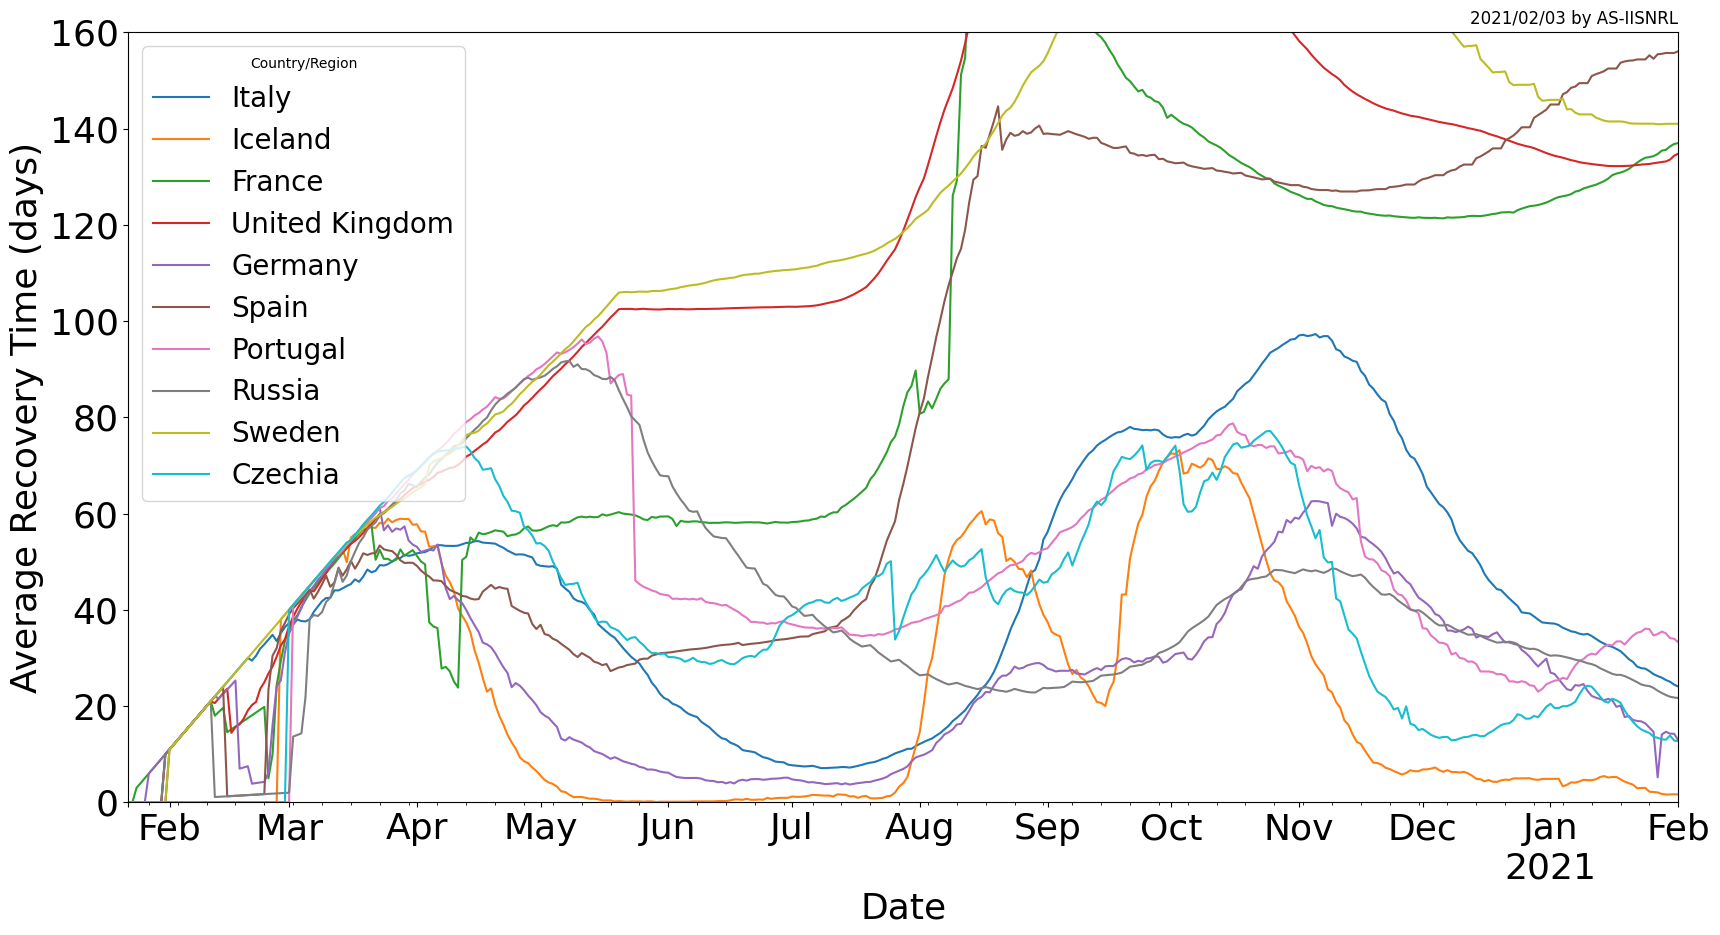 2021/02/03 by AS-IISNRL
160
140
120
100
80
60
40
20
0
Average Recovery Time (days)
Country/Region
Italy
Iceland
France
United Kingdom
Germany
Spain
Portugal
Russia
Sweden
Czechia
Feb Mar Apr May Jun Jul Aug Sep Oct Nov Dec Jan Feb
2021
Date